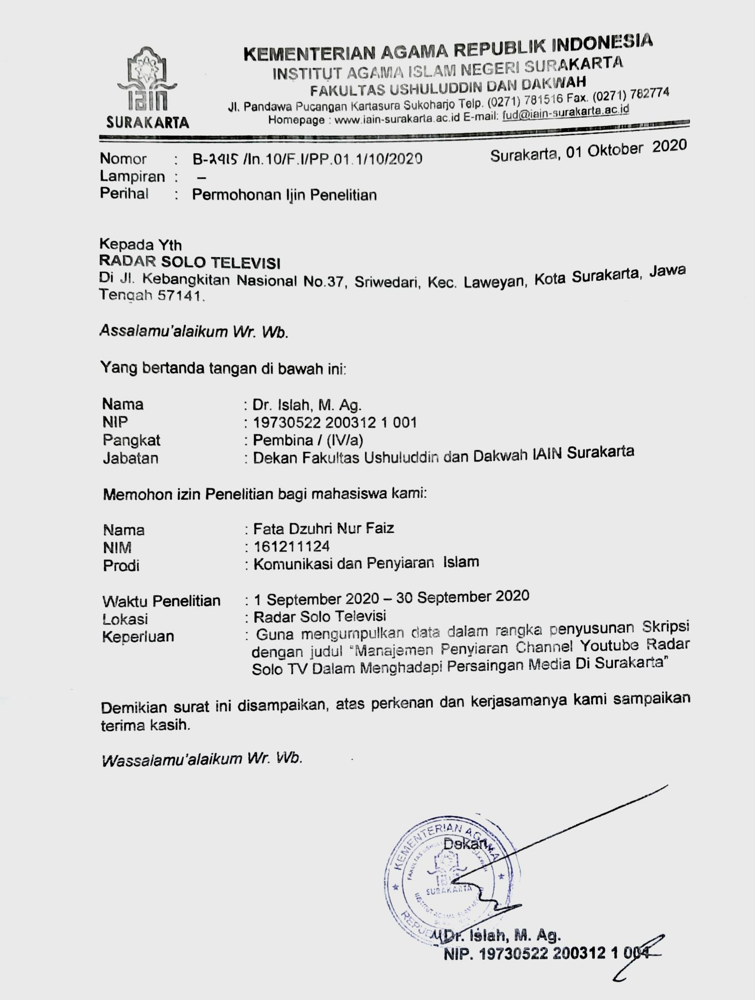 iain
SURAKARTA
KEMENTERIAN AGAMA REPUBLIK INDONESIA
INSTITUT AGAMA ISLAM NEGERI SURAKARTA
FAKULTAS USHULUDDIN DAN DAKWAH
Jl. Pandawa Pucangan Kartasura Sukoharjo Telp. (0271) 781516 Fax. (0271) 782774
Homepage : www.iain-surakarta.ac.id E-mail: fud@iain-surakarta.ac.id
Surakarta, 01 Oktober 2020
Nomor : B-2415 /In.10/F.I/PP.01.1/10/2020
Lampiran : –
Perihal : Permohonan Ijin Penelitian
Kepada Yth
RADAR SOLO TELEVISI
Di Jl. Kebangkitan Nasional No.37, Sriwedari, Kec. Laweyan, Kota Surakarta, Jawa
Tengah 57141.
Assalamu'alaikum Wr. Wb.
Yang bertanda tangan di bawah ini:
Nama : Dr. Islah, M. Ag.
NIP : 19730522 200312 1 001
Pangkat : Pembina / (IV/a)
Jabatan : Dekan Fakultas Ushuluddin dan Dakwah IAIN Surakarta
Memohon izin Penelitian bagi mahasiswa kami:
Nama : Fata Dzuhri Nur Faiz
NIM : 161211124
Prodi : Komunikasi dan Penyiaran Islam
Waktu Penelitian : 1 September 2020 – 30 September 2020
Lokasi : Radar Solo Televisi
Keperluan : Guna mengumpulkan data dalam rangka penyusunan Skripsi
dengan judul "Manajemen Penyiaran Channel Youtube Radar
Solo TV Dalam Menghadapi Persaingan Media Di Surakarta"
Demikian surat ini disampaikan, atas perkenan dan kerjasamanya kami sampaikan
terima kasih.
Wassalamu'alaikum Wr. Wb.
KEMENTERIAN AGAMA
Dekan,
FAKULTAS
SURAKARTA
INSTITUT AGAMA ISLAM
Dr. Islah, M. Ag.
NIP. 19730522 200312 1 001